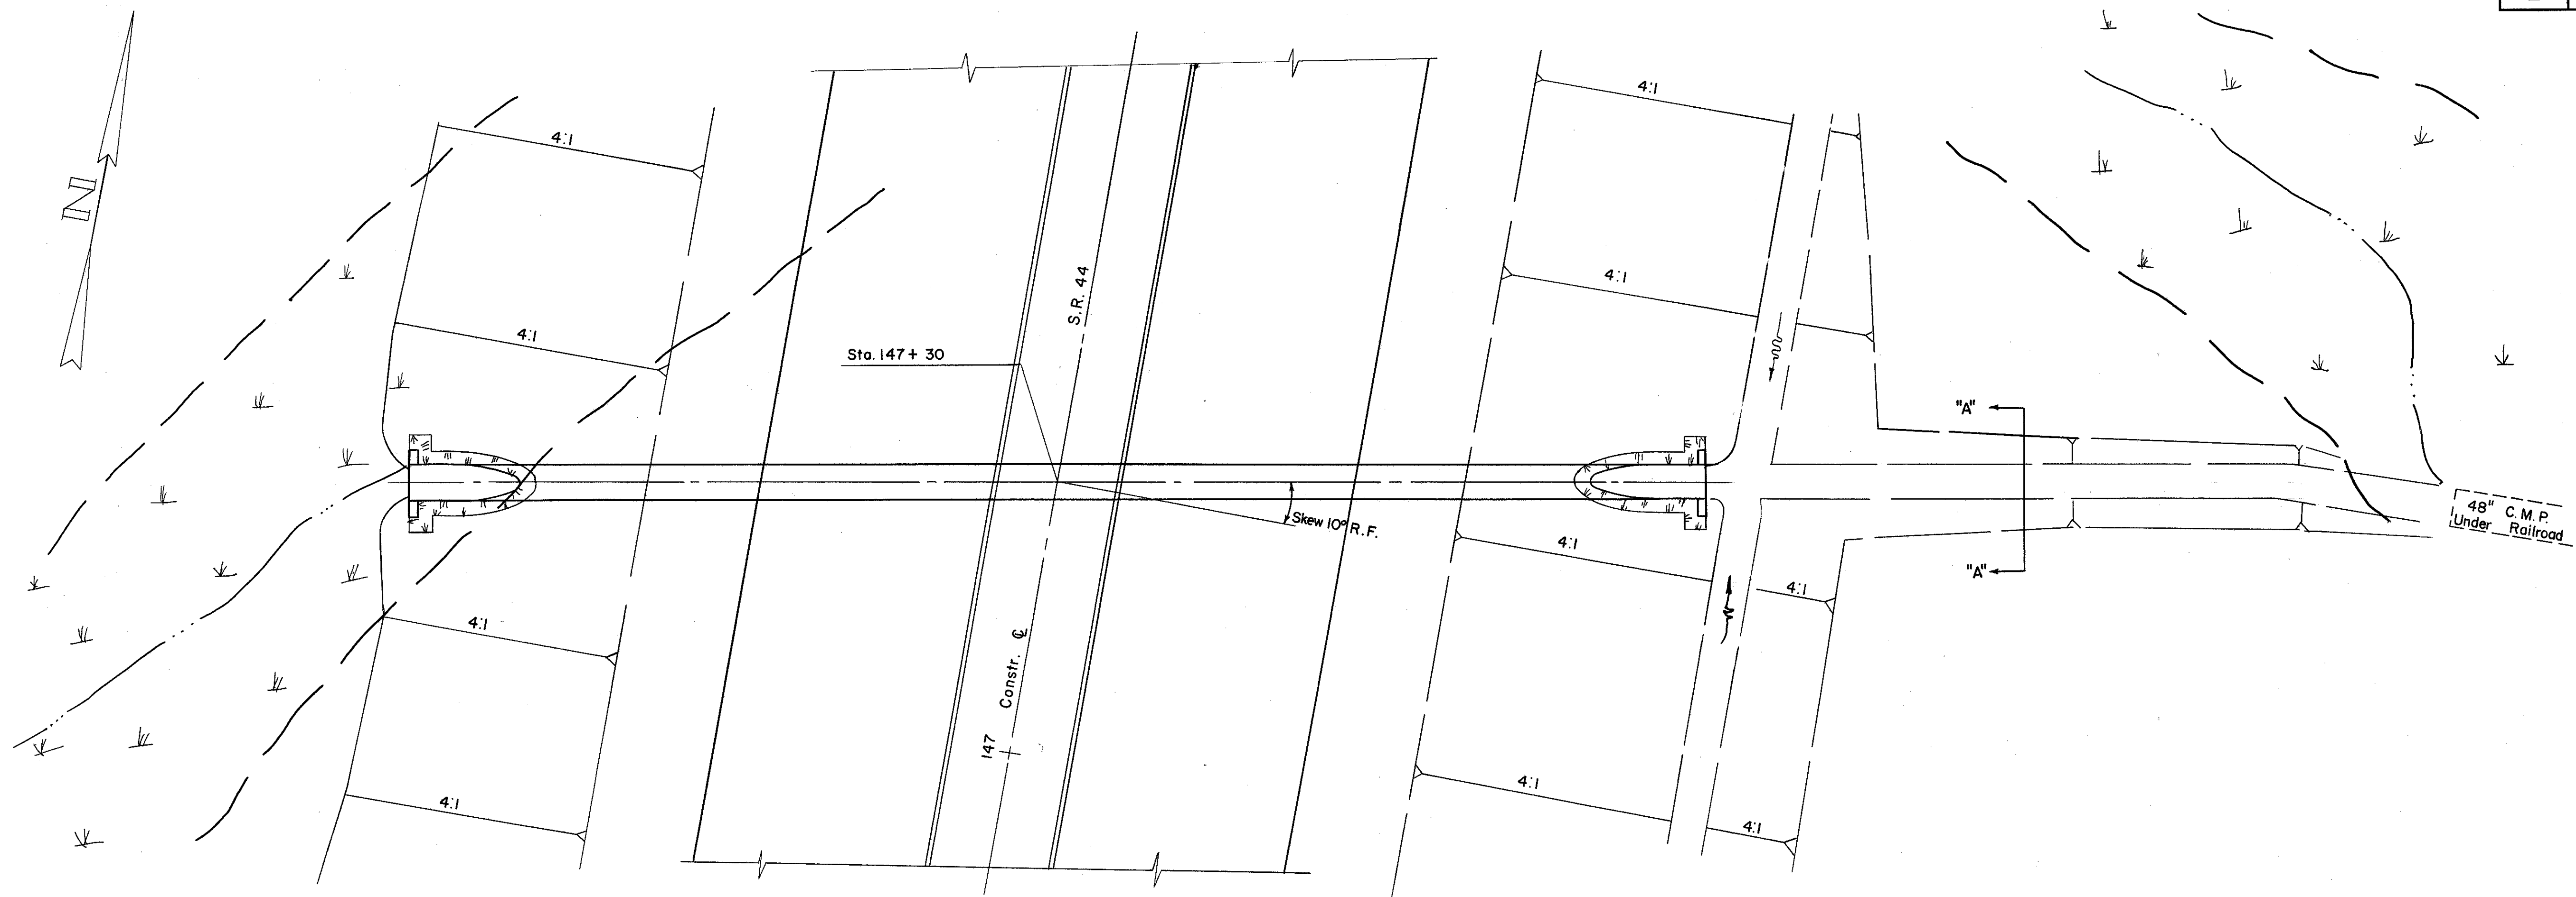 N
4:1
4:1
4:1
4:1
Sta. 147 + 30
S.R. 44
Constr. ℄
147
Skew 10° R.F.
4:1
4:1
4:1
4:1
4:1
4:1
"A"
"A"
48" C.M.P.
Under Railroad